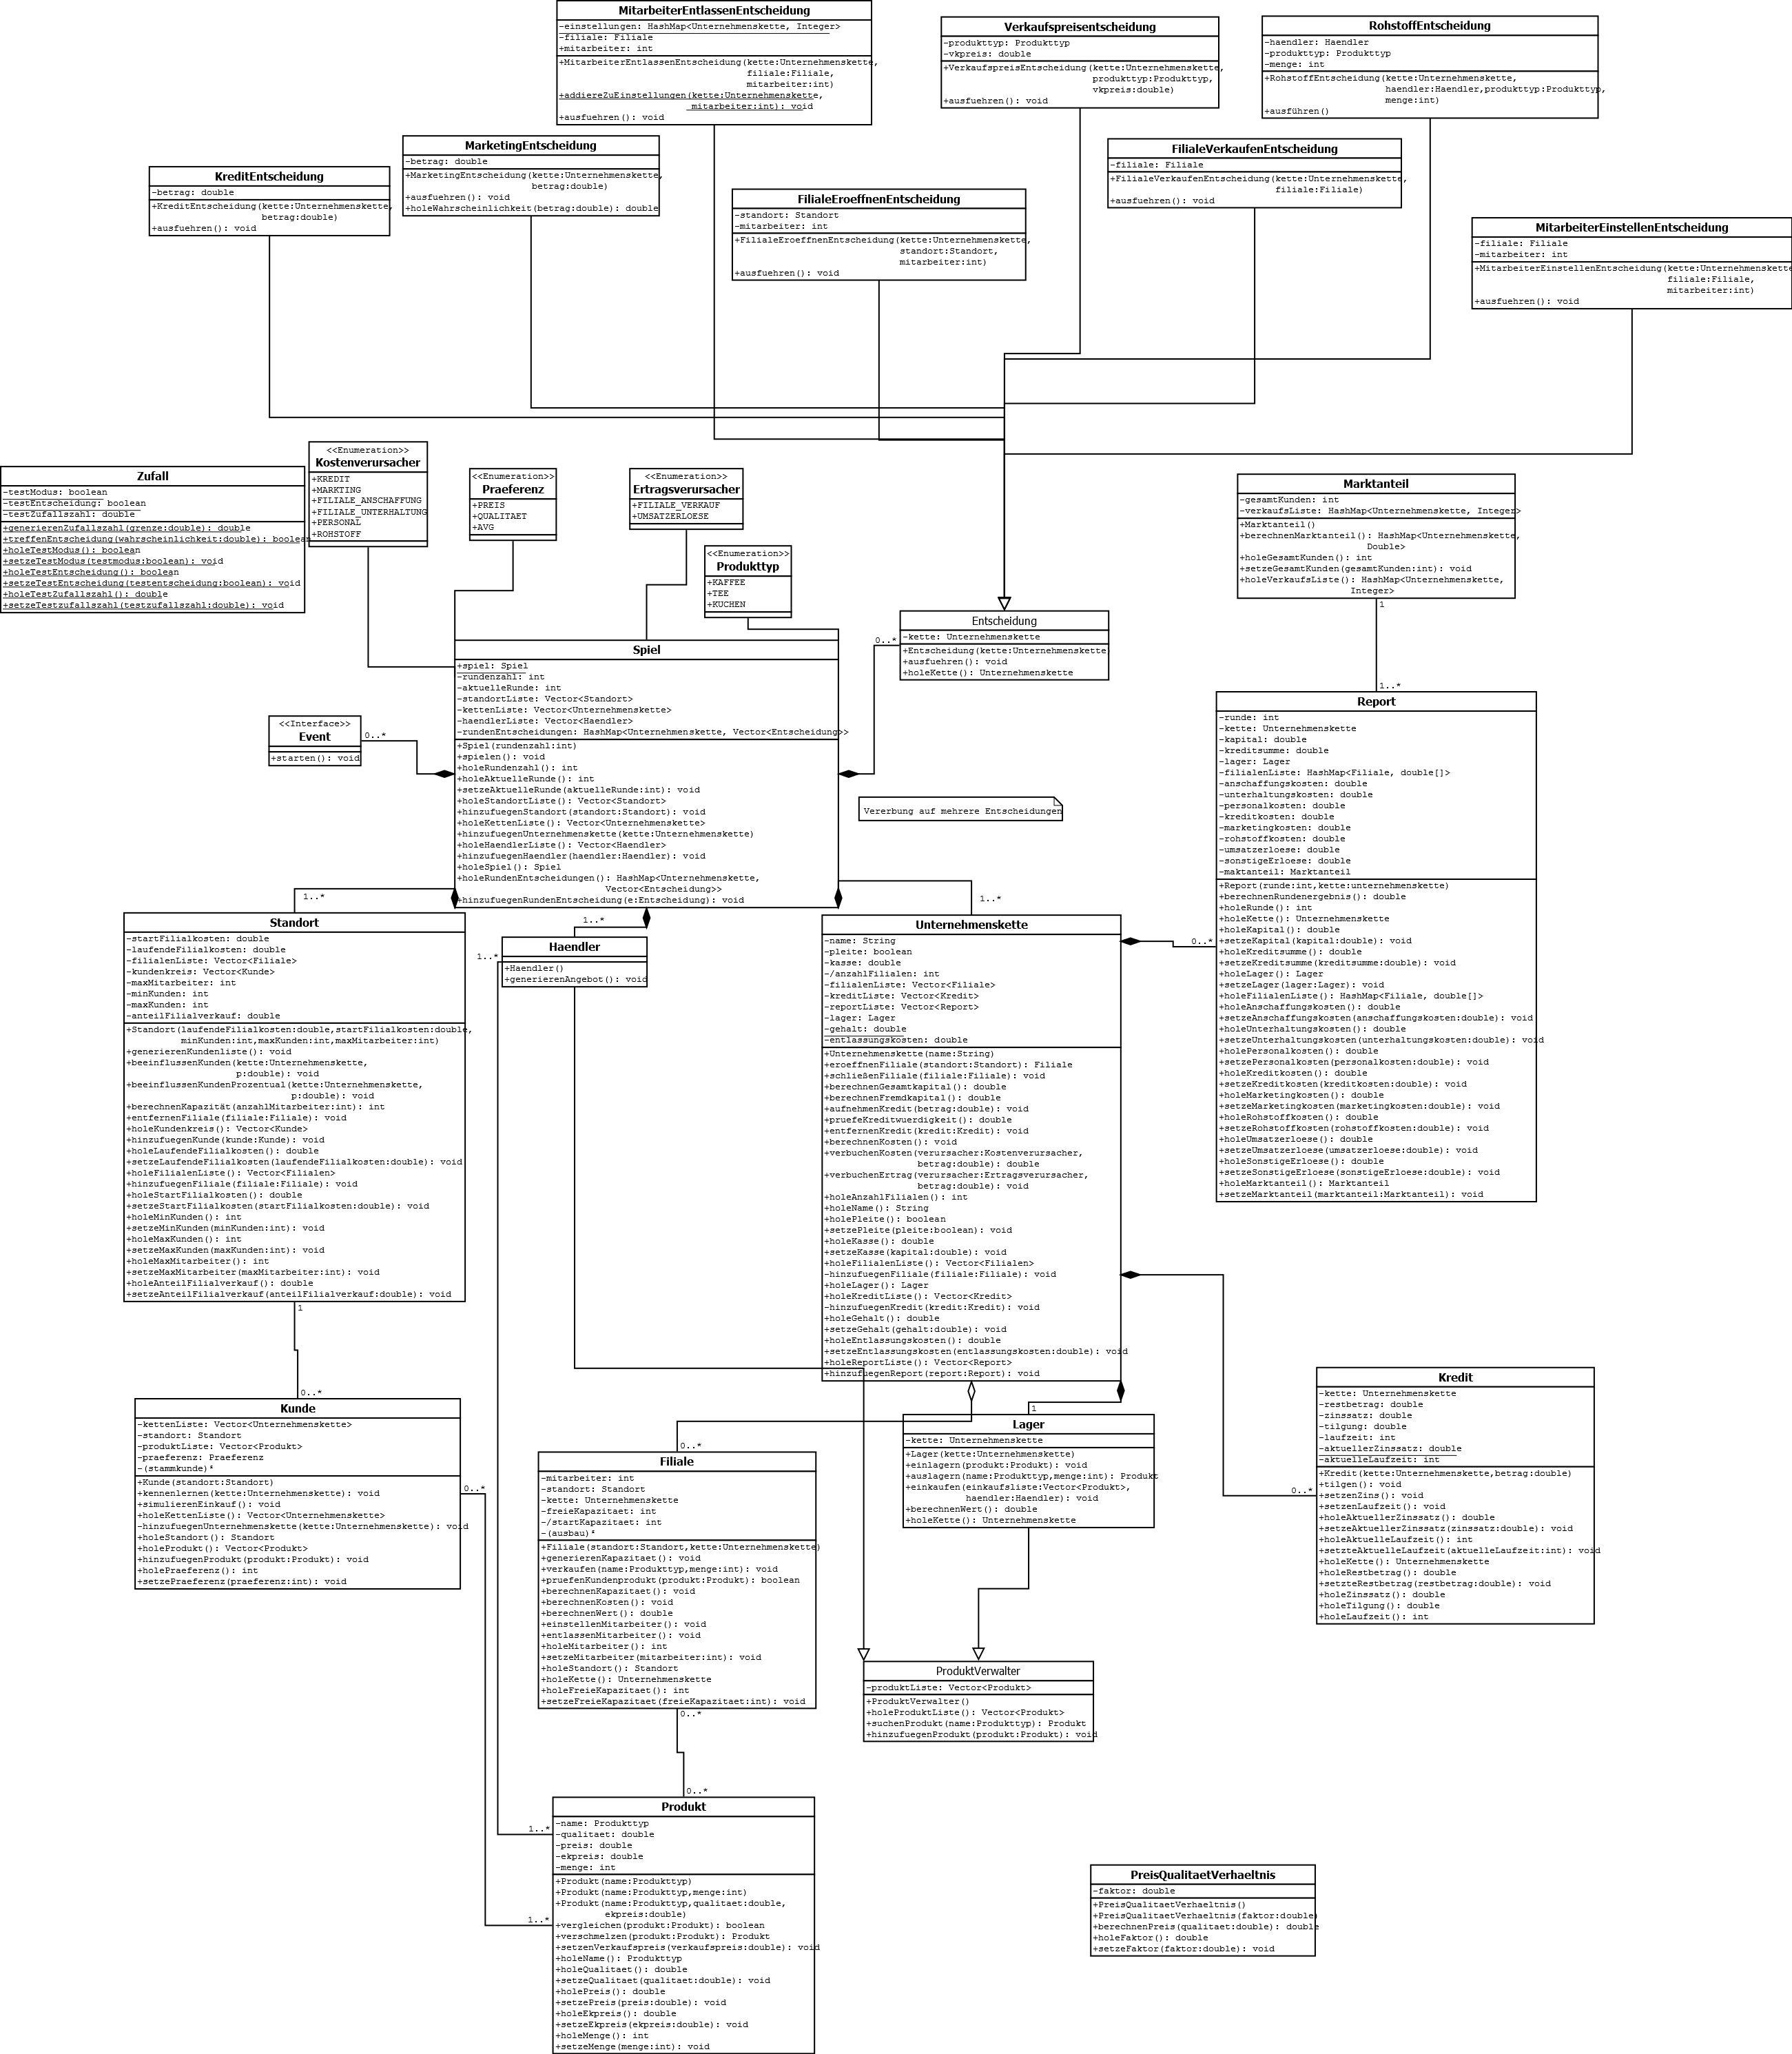 MitarbeiterEntlassenEntscheidung
-einstellungen: HashMap<Unternehmenskette, Integer>
-filiale: Filiale
+mitarbeiter: int
+MitarbeiterEntlassenEntscheidung(kette:Unternehmenskette,
filiale:Filiale,
mitarbeiter:int)
+addiereZuEinstellungen(kette:Unternehmenskette,
mitarbeiter:int): void
+ausfuehren(): void
Verkaufspreisentscheidung
-produkttyp: Produkttyp
-vkpreis: double
+VerkaufspreisEntscheidung(kette:Unternehmenskette,
produkttyp:Produkttyp,
vkpreis:double)
+ausfuehren(): void
RohstoffEntscheidung
-haendler: Haendler
-produkttyp: Produkttyp
-menge: int
+RohstoffEntscheidung(kette:Unternehmenskette,
haendler:Haendler,produkttyp:Produkttyp,
menge:int)
+ausführen()
MarketingEntscheidung
-betrag: double
+MarketingEntscheidung(kette:Unternehmenskette,
betrag:double)
+ausfuehren(): void
+holeWahrscheinlichkeit(betrag:double): double
FilialeVerkaufenEntscheidung
-filiale: Filiale
+FilialeVerkaufenEntscheidung(kette:Unternehmenskette,
filiale:Filiale)
+ausfuehren(): void
KreditEntscheidung
-betrag: double
+KreditEntscheidung(kette:Unternehmenskette,
betrag:double)
+ausfuehren(): void
FilialeEroeffnenEntscheidung
-standort: Standort
-mitarbeiter: int
+FilialeEroeffnenEntscheidung(kette:Unternehmenskette,
standort:Standort,
mitarbeiter:int)
+ausfuehren(): void
MitarbeiterEinstellenEntscheidung
-filiale: Filiale
-mitarbeiter: int
+MitarbeiterEinstellenEntscheidung(kette:Unternehmenskette
filiale:Filiale,
mitarbeiter:int)
+ausfuehren(): void
Zufall
-testModus: boolean
-testEntscheidung: boolean
-testZufallszahl: double
+generierenZufallszahl(grenze:double): double
+treffenEntscheidung(wahrscheinlichkeit:double): boolean
+holeTestModus(): boolean
+setzeTestModus(testmodus:boolean): void
+holeTestEntscheidung(): boolean
+setzeTestEntscheidung(testentscheidung:boolean): void
+holeTestZufallszahl(): double
+setzeTestzufallszahl(testzufallszahl:double): void
<<Enumeration>>
Kostenverursacher
+KREDIT
+MARKTING
+FILIALE_ANSCHAFFUNG
+FILIALE_UNTERHALTUNG
+PERSONAL
+ROHSTOFF
<<Enumeration>>
Praeferenz
+PREIS
+QUALITAET
+AVG
<<Enumeration>>
Ertragsverursacher
+FILIALE_VERKAUF
+UMSATZERLOESE
<<Enumeration>>
Produkttyp
+KAFFEE
+TEE
+KUCHEN
Marktanteil
-gesamtKunden: int
-verkaufsListe: HashMap<Unternehmenskette, Integer>
+Marktanteil()
+berechnenMarktanteil(): HashMap<Unternehmenskette,
Double>
+holeGesamtKunden(): int
+setzeGesamtKunden(gesamtKunden:int): void
+holeVerkaufsListe(): HashMap<Unternehmenskette,
Integer>
1
1..*
Entscheidung
-kette: Unternehmenskette
+Entscheidung(kette:Unternehmenskette
+ausfuehren(): void
+holeKette(): Unternehmenskette
0..*
Spiel
+spiel: Spiel
-rundenzahl: int
-aktuelleRunde: int
-standortListe: Vector<Standort>
-kettenListe: Vector<Unternehmenskette>
-haendlerListe: Vector<Haendler>
-rundenEntscheidungen: HashMap<Unternehmenskette, Vector<Entscheidung>>
+Spiel(rundenzahl:int)
+spielen(): void
+holeRundenzahl(): int
+holeAktuelleRunde(): int
+setzeAktuelleRunde(aktuelleRunde:int): void
+holeStandortListe(): Vector<Standort>
+hinzufuegenStandort(standort:Standort): void
+holeKettenListe(): Vector<Unternehmenskette>
+hinzufuegenUnternehmenskette(kette:Unternehmenskette)
+holeHaendlerListe(): Vector<Haendler>
+hinzufuegenHaendler(haendler:Haendler): void
+holeSpiel(): Spiel
+holeRundenEntscheidungen(): HashMap<Unternehmenskette,
Vector<Entscheidung>>
+hinzufuegenRundenEntscheidung(e:Entscheidung): void
<<Interface>>
Event
+starten(): void
0..*
Vererbung auf mehrere Entscheidungen
Report
-runde: int
-kette: Unternehmenskette
-kapital: double
-kreditsumme: double
-lager: Lager
-filialenListe: HashMap<Filiale, double[]>
-anschaffungskosten: double
-unterhaltungskosten: double
-personalkosten: double
-kreditkosten: double
-marketingkosten: double
-rohstoffkosten: double
-umsatzerloese: double
-sonstigeErloese: double
-maktanteil: Marktanteil
+Report(runde:int,kette:unternehmenskette)
+berechnenRundenergebnis(): double
+holeRunde(): int
+holeKette(): Unternehmenskette
+holeKapital(): double
+setzeKapital(kapital:double): void
+holeKreditsumme(): double
+setzeKreditsumme(kreditsumme:double): void
+holeLager(): Lager
+setzeLager(lager:Lager): void
+holeFilialenListe(): HashMap<Filiale, double[]>
+holeAnschaffungskosten(): double
+setzeAnschaffungskosten(anschaffungskosten:double): void
+holeUnterhaltungskosten(): double
+setzeUnterhaltungskosten(unterhaltungskosten:double): void
+holePersonalkosten(): double
+setzePersonalkosten(personalkosten:double): void
+holeKreditkosten(): double
+setzeKreditkosten(kreditkosten:double): void
+holeMarketingkosten(): double
+setzeMarketingkosten(marketingkosten:double): void
+holeRohstoffkosten(): double
+setzeRohstoffkosten(rohstoffkosten:double): void
+holeUmsatzerloese(): double
+setzeUmsatzerloese(umsatzerloese:double): void
+holeSonstigeErloese(): double
+setzeSonstigeErloese(sonstigeErloese:double): void
+holeMarktanteil(): Marktanteil
+setzeMarktanteil(marktanteil:Marktanteil): void
1..*
Standort
-startFilialkosten: double
-laufendeFilialkosten: double
-filialenListe: Vector<Filiale>
-kundenkreis: Vector<Kunde>
-maxMitarbeiter: int
-minKunden: int
-maxKunden: int
-anteilFilialverkauf: double
+Standort(laufendeFilialkosten:double,startFilialkosten:double,
minKunden:int,maxKunden:int,maxMitarbeiter:int)
+generierenKundenliste(): void
+beeinflussenKunden(kette:Unternehmenskette,
p:double): void
+beeinflussenKundenProzentual(kette:Unternehmenskette,
p:double): void
+berechnenKapazität(anzahlMitarbeiter:int): int
+entfernenFiliale(filiale:Filiale): void
+holeKundenkreis(): Vector<Kunde>
+hinzufuegenKunde(kunde:Kunde): void
+holeLaufendeFilialkosten(): double
+setzeLaufendeFilialkosten(laufendeFilialkosten:double): void
+holeFilialenListe(): Vector<Filialen>
+hinzufuegenFiliale(filiale:Filiale): void
+holeStartFilialkosten(): double
+setzeStartFilialkosten(startFilialkosten:double): void
+holeMinKunden(): int
+setzeMinKunden(minKunden:int): void
+holeMaxKunden(): int
+setzeMaxKunden(maxKunden:int): void
+holeMaxMitarbeiter(): int
+setzeMaxMitarbeiter(maxMitarbeiter:int): void
+holeAnteilFilialverkauf(): double
+setzeAnteilFilialverkauf(anteilFilialverkauf:double): void
1
0..*
1..*
Haendler
+Haendler()
+generierenAngebot(): void
1..*
1..*
Unternehmenskette
-name: String
-pleite: boolean
-kasse: double
-/anzahlFilialen: int
-filialenListe: Vector<Filiale>
-kreditListe: Vector<Kredit>
-reportListe: Vector<Report>
-lager: Lager
-gehalt: double
-entlassungskosten: double
+Unternehmenskette(name:String)
+eroeffnenFiliale(standort:Standort): Filiale
+schließenFiliale(filiale:Filiale): void
+berechnenGesamtkapital(): double
+berechnenFremdkapital(): double
+aufnehmenKredit(betrag:double): void
+pruefeKreditwuerdigkeit(): double
+entfernenKredit(kredit:Kredit): void
+berechnenKosten(): void
+verbuchenKosten(verursacher:Kostenverursacher,
betrag:double): double
+verbuchenErtrag(verursacher:Ertragsverursacher,
betrag:double): void
+holeAnzahlFilialen(): int
+holeName(): String
+holePleite(): boolean
+setzePleite(pleite:boolean): void
+holeKasse(): double
+setzeKasse(kapital:double): void
+holeFilialenListe(): Vector<Filialen>
-hinzufuegenFiliale(filiale:Filiale): void
+holeLager(): Lager
+holeKreditListe(): Vector<Kredit>
-hinzufuegenKredit(kredit:Kredit): void
+holeGehalt(): double
+setzeGehalt(gehalt:double): void
+holeEntlassungskosten(): double
+setzeEntlassungskosten(entlassungskosten:double): void
+holeReportListe(): Vector<Report>
+hinzufuegenReport(report:Report): void
0..*
Kredit
-kette: Unternehmenskette
-restbetrag: double
-zinssatz: double
-tilgung: double
-laufzeit: int
-aktuellerZinssatz: double
-aktuelleLaufzeit: int
+Kredit(kette:Unternehmenskette,betrag:double)
+tilgen(): void
+setzenZins(): void
+setzenLaufzeit(): void
+holeAktuellerZinssatz(): double
+setzeAktuellerZinssatz(zinssatz:double): void
+holeAktuelleLaufzeit(): int
+setzteAktuelleLaufzeit(aktuelleLaufzeit:int): void
+holeKette(): Unternehmenskette
+holeRestbetrag(): double
+setzteRestbetrag(restbetrag:double): void
+holeZinssatz(): double
+holeTilgung(): double
+holeLaufzeit(): int
0..*
Kunde
-kettenListe: Vector<Unternehmenskette>
-standort: Standort
-produktListe: Vector<Produkt>
-praeferenz: Praeferenz
-(stammkunde)*
+Kunde(standort:Standort)
+kennenlernen(kette:Unternehmenskette): void
+simulierenEinkauf(): void
+holeKettenListe(): Vector<Unternehmenskette>
-hinzufuegenUnternehmenskette(kette:Unternehmenskette): void
+holeStandort(): Standort
+holeProdukt(): Vector<Produkt>
+hinzufuegenProdukt(produkt:Produkt): void
+holePraeferenz(): int
+setzePraeferenz(praeferenz:int): void
0..*
0..*
Filiale
-mitarbeiter: int
-standort: Standort
-kette: Unternehmenskette
-freieKapazitaet: int
-/startKapazitaet: int
-(ausbau)*
+Filiale(standort:Standort,kette:Unternehmenskette)
+generierenKapazitaet(): void
+verkaufen(name:Produkttyp,menge:int): void
+pruefenKundenprodukt(produkt:Produkt): boolean
+berechnenKapazitaet(): void
+berechnenKosten(): void
+berechnenWert(): double
+einstellenMitarbeiter(): void
+entlassenMitarbeiter(): void
+holeMitarbeiter(): int
+setzeMitarbeiter(mitarbeiter:int): void
+holeStandort(): Standort
+holeKette(): Unternehmenskette
+holeFreieKapazitaet(): int
+setzeFreieKapazitaet(freieKapazitaet:int): void
0..*
0..*
1
Lager
-kette: Unternehmenskette
+Lager(kette:Unternehmenskette)
+einlagern(produkt:Produkt): void
+auslagern(name:Produkttyp,menge:int): Produkt
+einkaufen(einkaufsliste:Vector<Produkt>,
haendler:Haendler): void
+berechnenWert(): double
+holeKette(): Unternehmenskette
ProduktVerwalter
-produktListe: Vector<Produkt>
+ProduktVerwalter()
+holeProduktListe(): Vector<Produkt>
+suchenProdukt(name:Produkttyp): Produkt
+hinzufuegenProdukt(produkt:Produkt): void
1..*
1..*
Produkt
-name: Produkttyp
-qualitaet: double
-preis: double
-ekpreis: double
-menge: int
+Produkt(name:Produkttyp)
+Produkt(name:Produkttyp,menge:int)
+Produkt(name:Produkttyp,qualitaet:double,
ekpreis:double)
+vergleichen(produkt:Produkt): boolean
+verschmelzen(produkt:Produkt): Produkt
+setzenVerkaufspreis(verkaufspreis:double): void
+holeName(): Produkttyp
+holeQualitaet(): double
+setzeQualitaet(qualitaet:double): void
+holePreis(): double
+setzePreis(preis:double): void
+holeEkpreis(): double
+setzeEkpreis(ekpreis:double): void
+holeMenge(): int
+setzeMenge(menge:int): void
PreisQualitaetVerhaeltnis
-faktor: double
+PreisQualitaetVerhaeltnis()
+PreisQualitaetVerhaeltnis(faktor:double)
+berechnenPreis(qualitaet:double): double
+holeFaktor(): double
+setzeFaktor(faktor:double): void